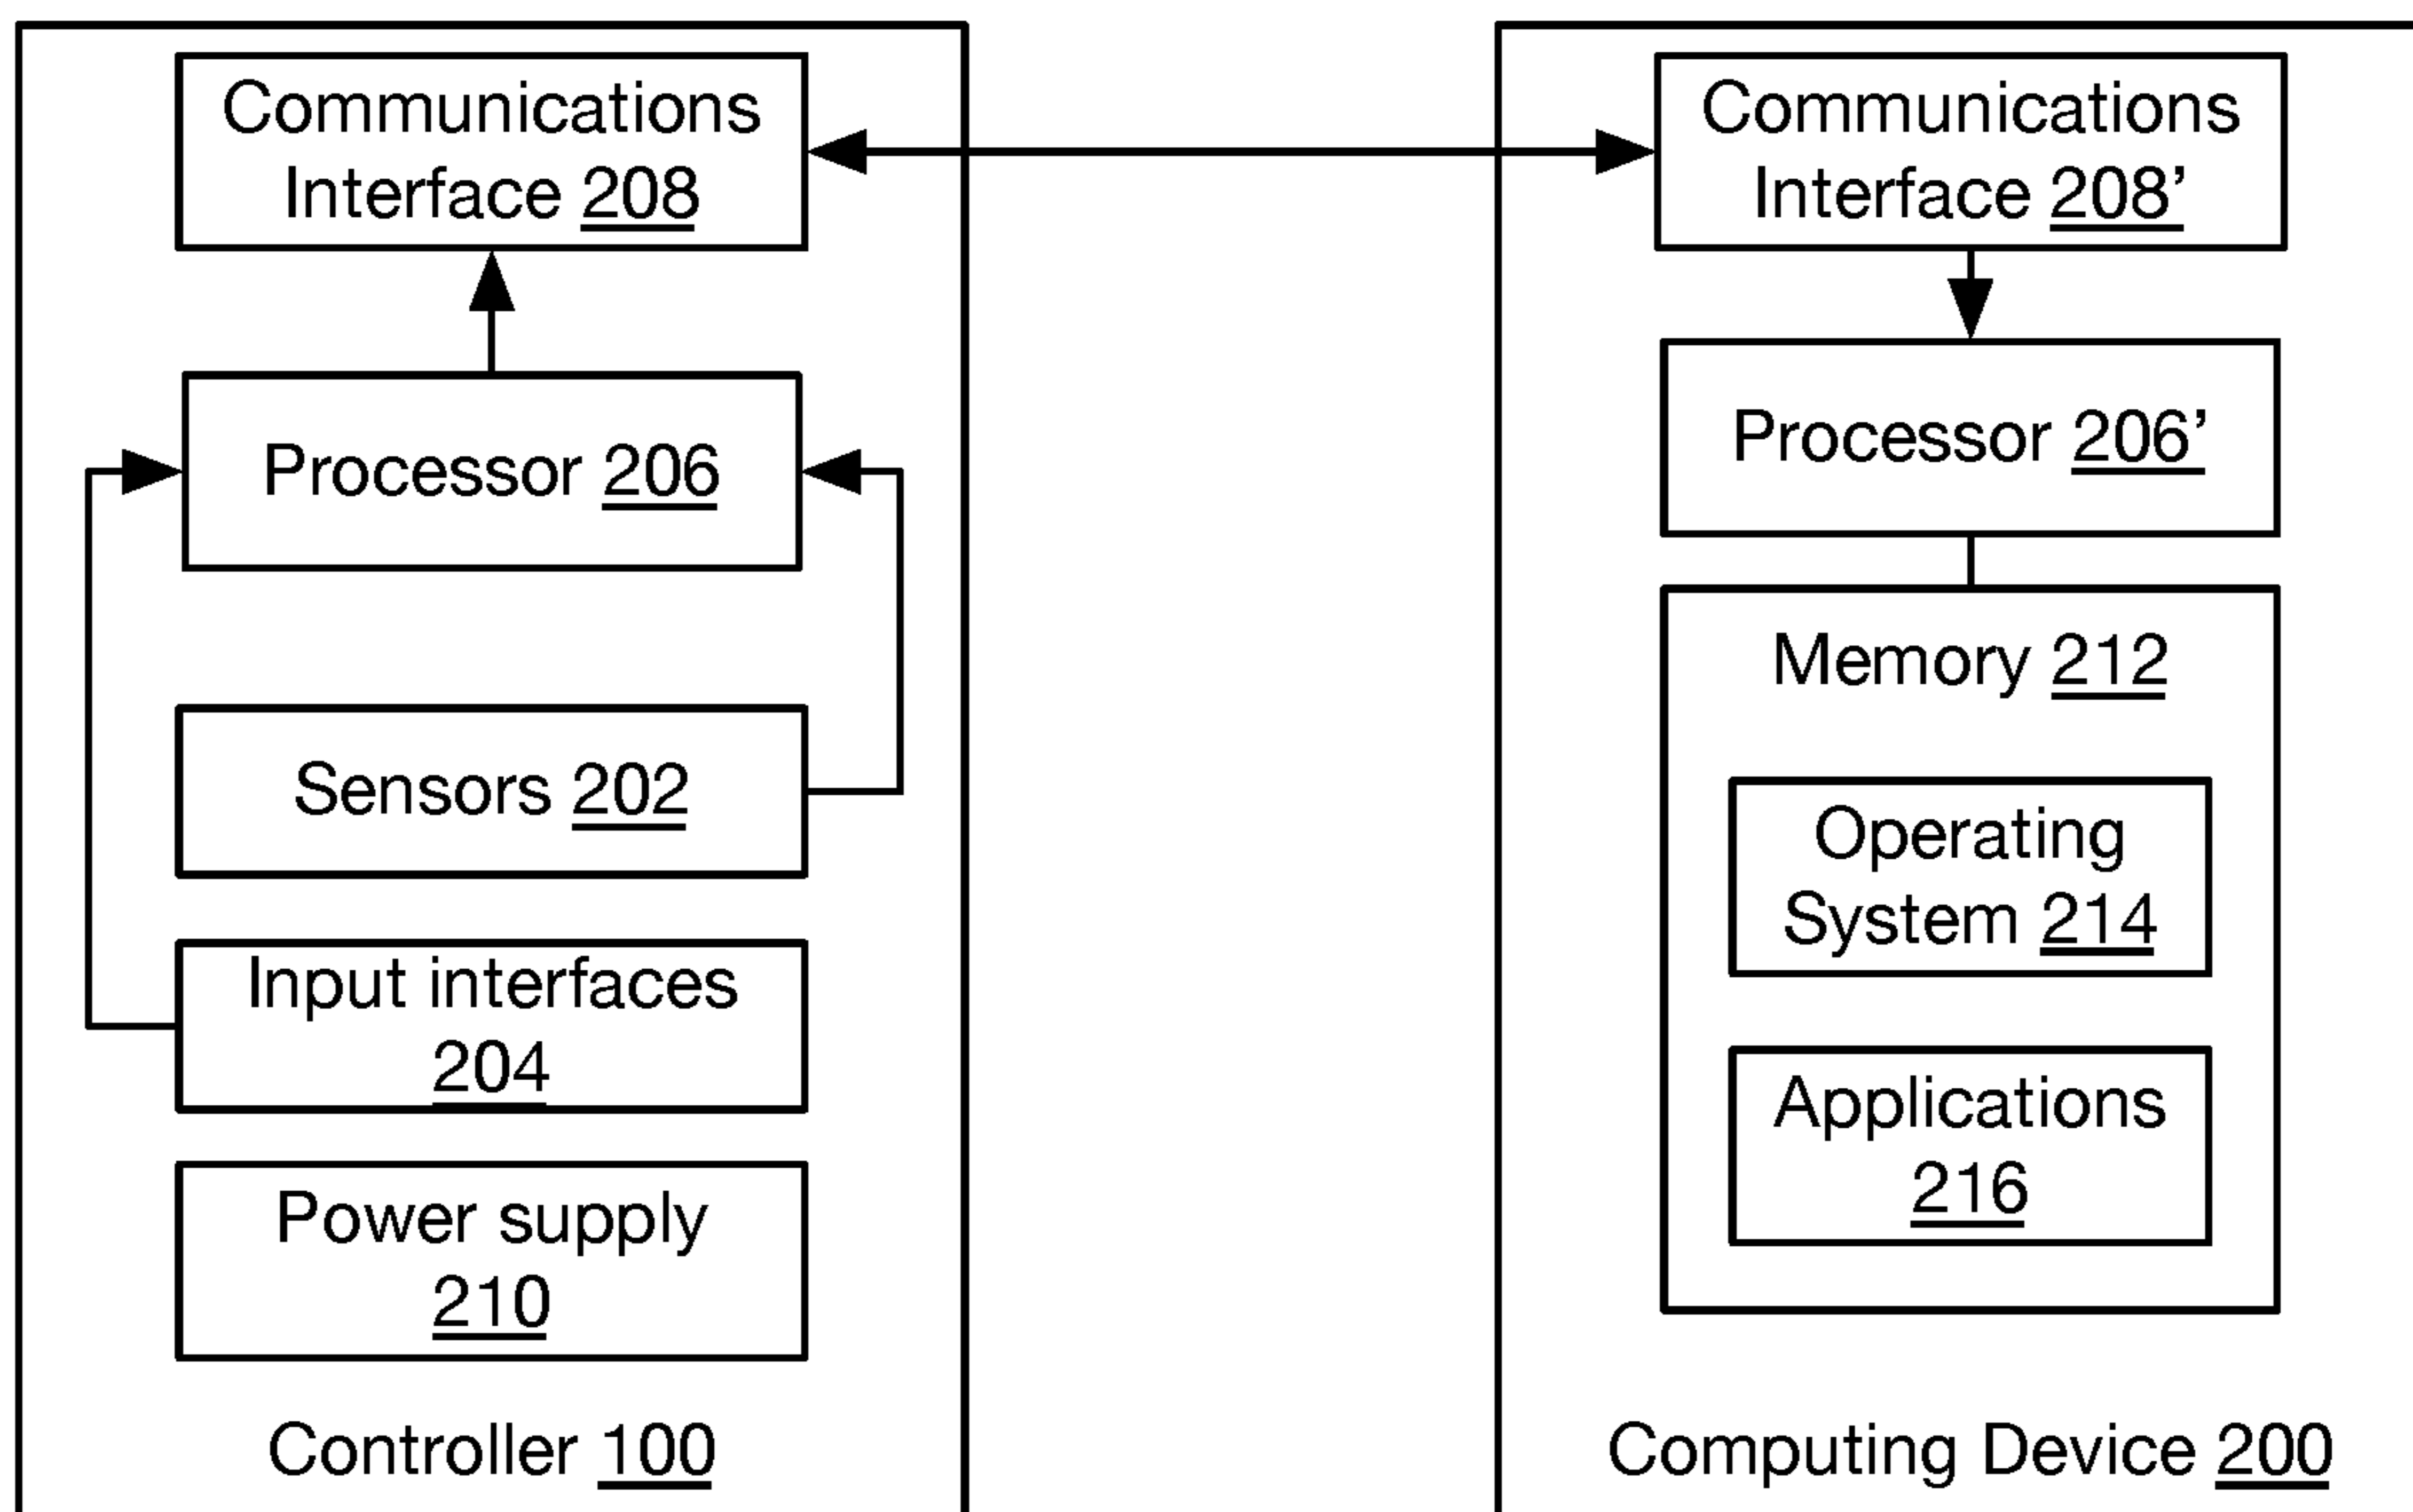 Communications
Interface 208
Processor 206
Sensors 202
Input interfaces
204
Power supply
210
Controller 100
Communications
Interface 208’
Processor 206’
Memory 212
Operating
System 214
Applications
216
Computing Device 200